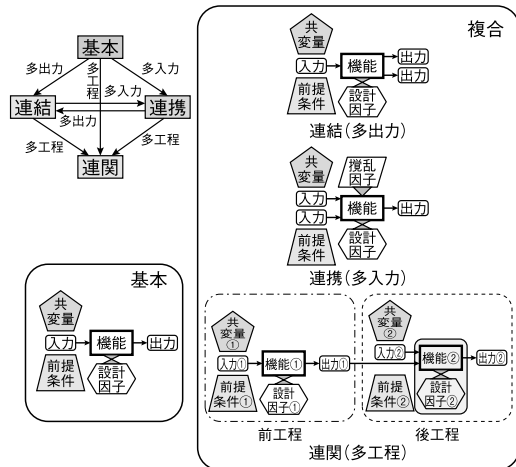 基本
多出力
多工程
多入力
連結
多入力
多出力
連携
多工程
多工程
連関
基本
共変量
入力
機能
出力
前提条件
設計因子
複合
共変量
入力
機能
出力
出力
前提条件
設計因子
連結(多出力)
共変量
攪乱因子
入力
入力
機能
出力
前提条件
設計因子
連携(多入力)
共変量①
入力①
機能①
出力①
前提条件①
設計因子①
前工程
共変量②
入力②
機能②
出力②
前提条件②
設計因子②
後工程
連関(多工程)